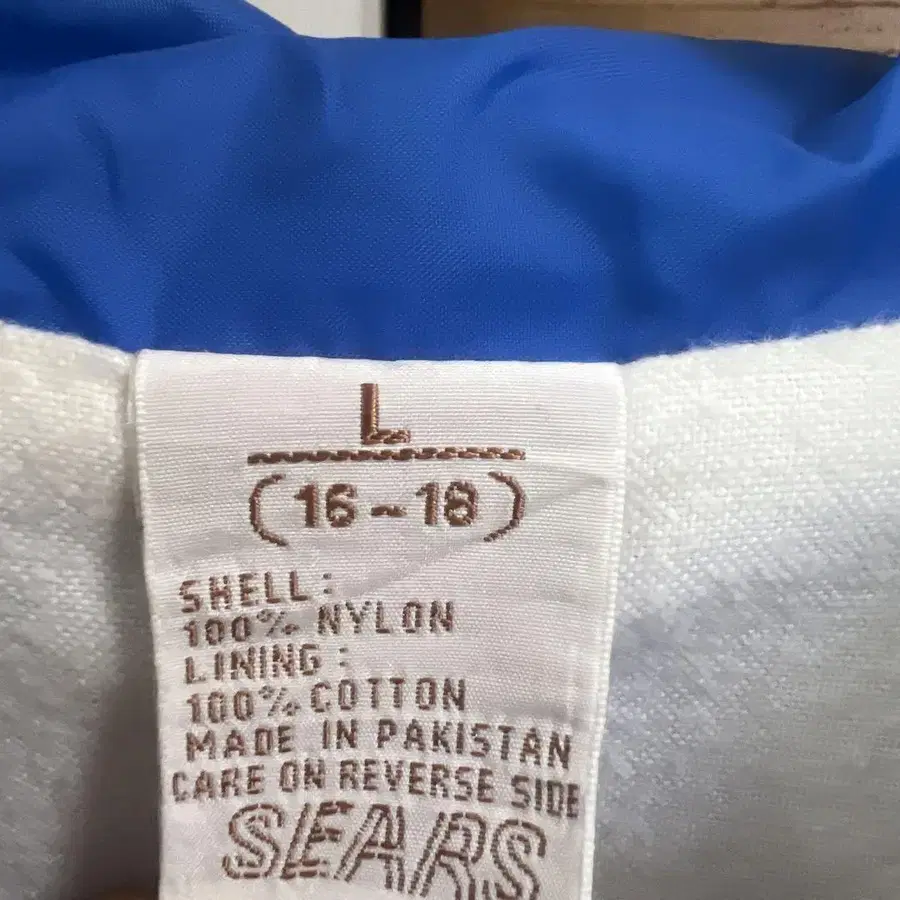 L
(16-18)
SHELL:
100% NYLON
LINING:
100% COTTON
MADE IN PAKISTAN
CARE ON REVERSE SIDE
SEARS